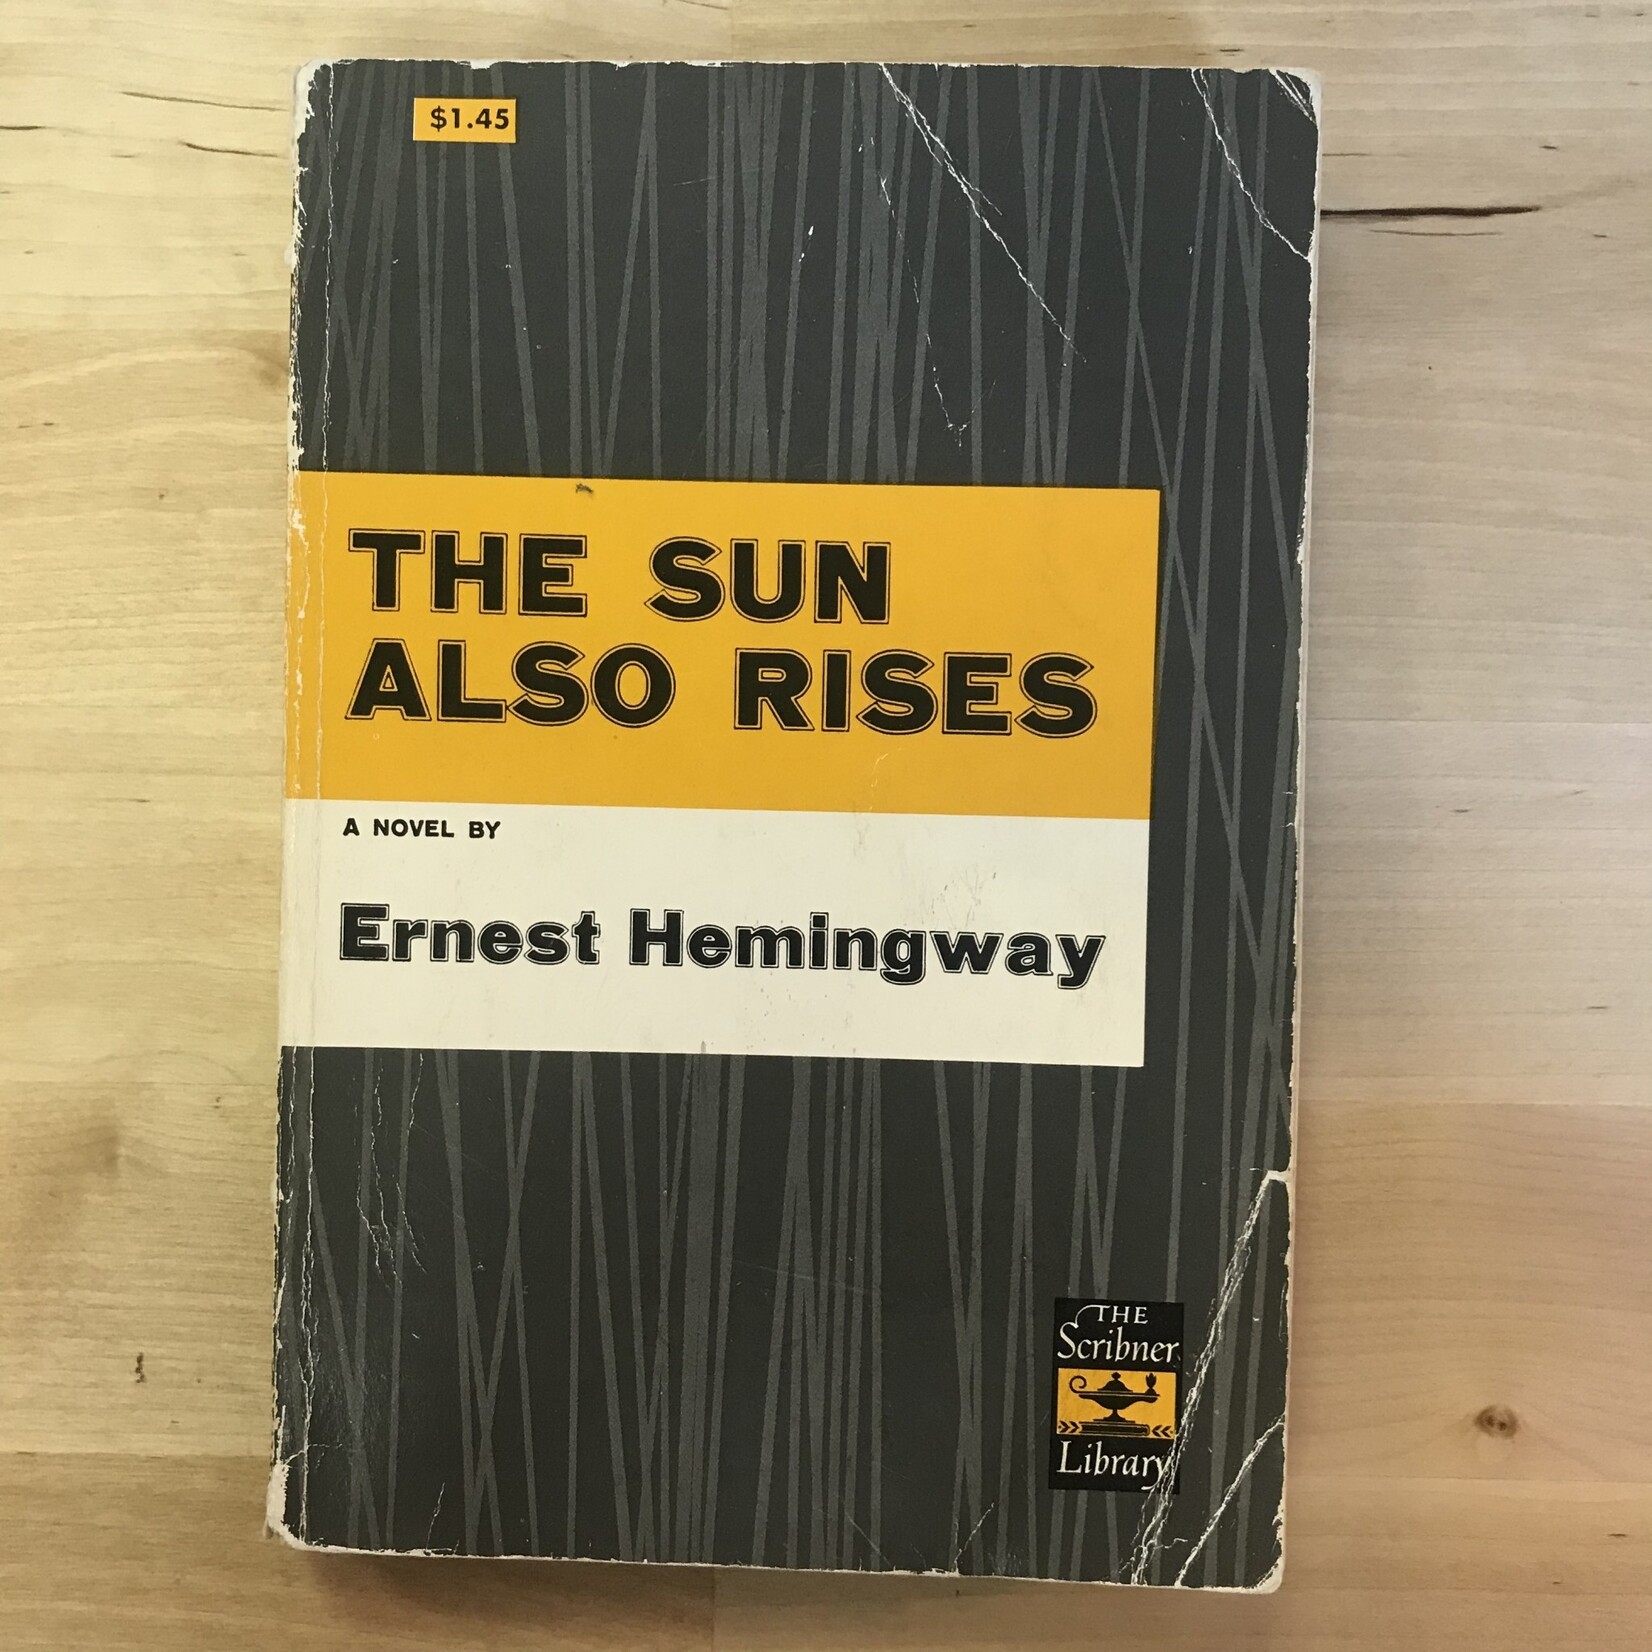 $1.45
THE SUN
ALSO RISES
A NOVEL BY
Ernest Hemingway
THE
Scribner
Library